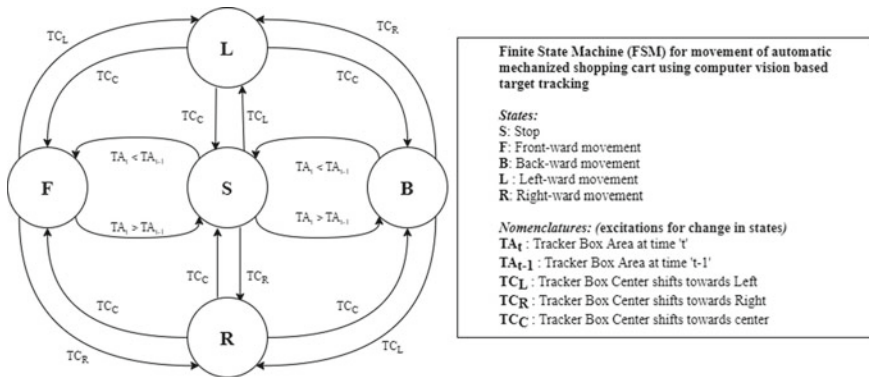 TC_L
TC_R
L
TC_C
TC_C
TC_C
TC_L
TA_t < TA_t-1
TA_t < TA_t-1
F
S
B
TA_t > TA_t-1
TA_t > TA_t-1
TC_C
TC_R
TC_C
TC_C
R
TC_R
TC_L
Finite State Machine (FSM) for movement of automatic
mechanized shopping cart using computer vision based
target tracking
States:
S: Stop
F: Front-ward movement
B: Back-ward movement
L : Left-ward movement
R: Right-ward movement
Nomenclatures: (excitations for change in states)
TA_t : Tracker Box Area at time 't'
TA_t-1 : Tracker Box Area at time 't-1'
TC_L : Tracker Box Center shifts towards Left
TC_R : Tracker Box Center shifts towards Right
TC_C : Tracker Box Center shifts towards center